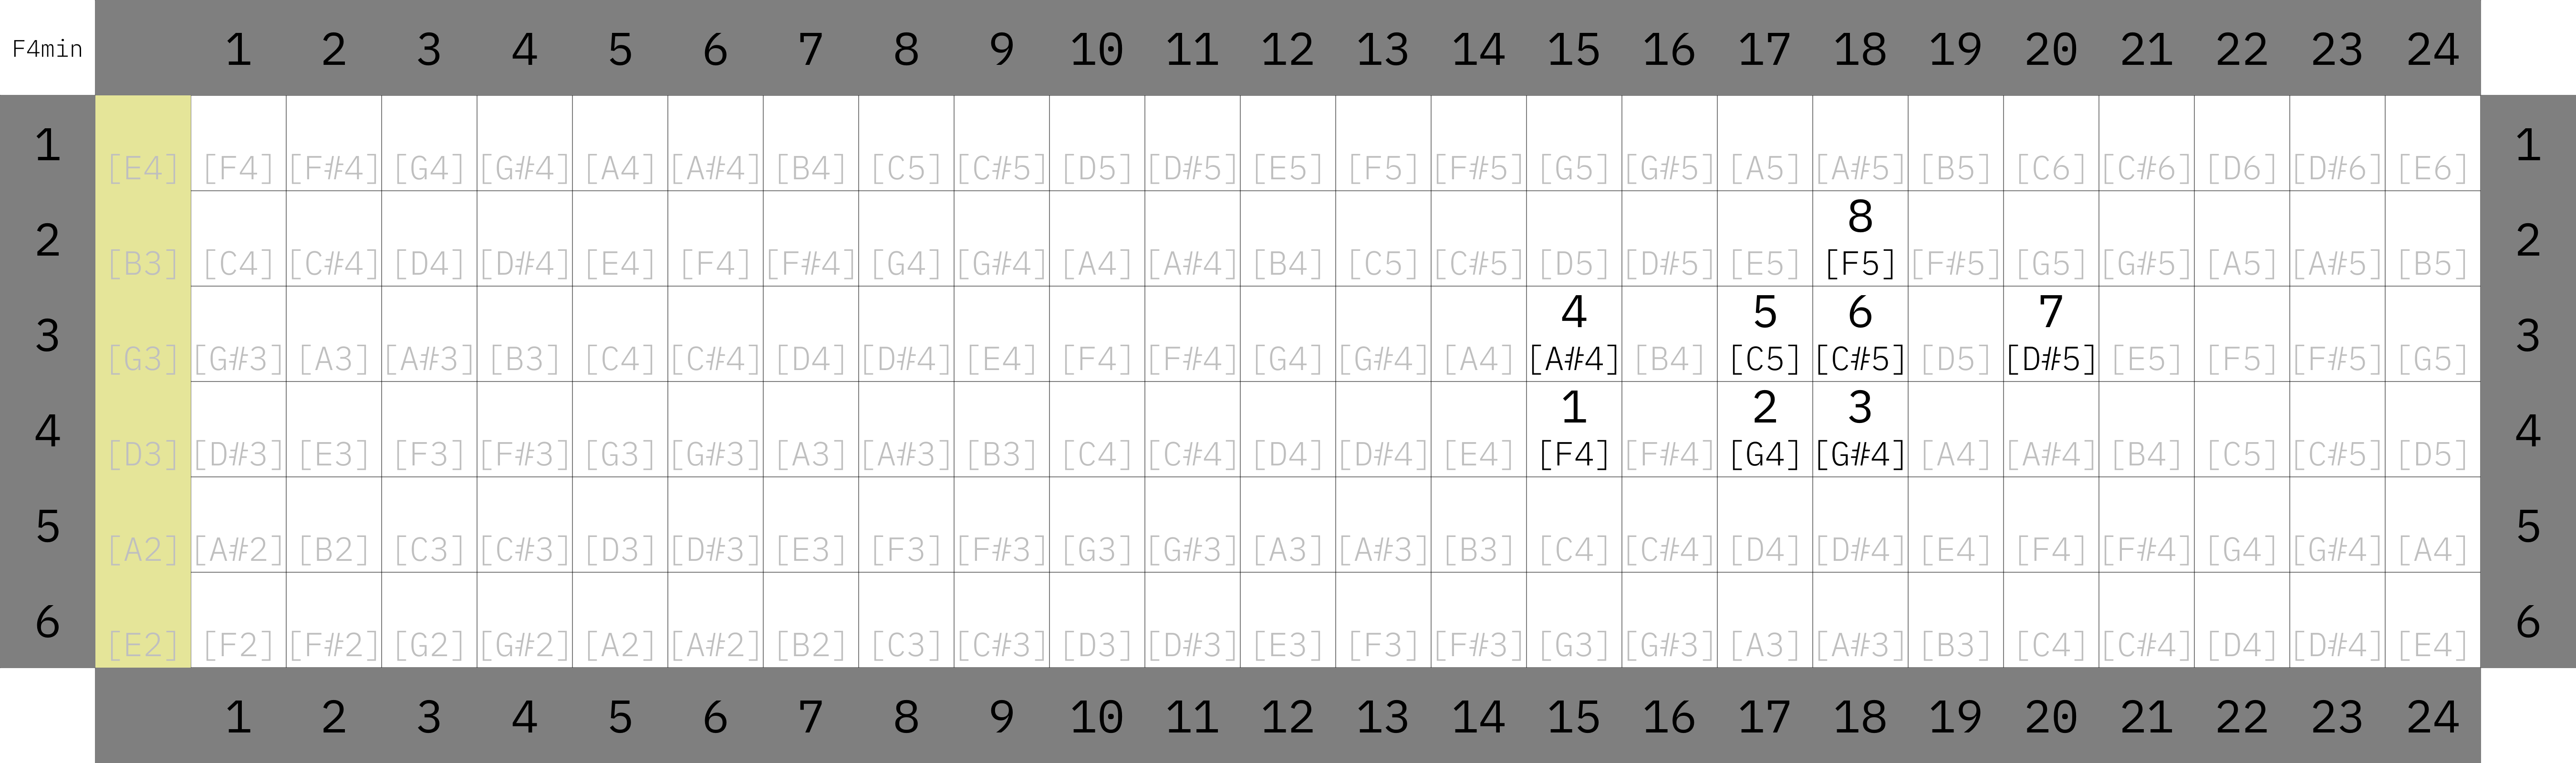 F4min 1 2 3 4 5 6 7 8 9 10 11 12 13 14 15 16 17 18 19 20 21 22 23 24
1 [E4] [F4] [F#4] [G4] [G#4] [A4] [A#4] [B4] [C5] [C#5] [D5] [D#5] [E5] [F5] [F#5] [G5] [G#5] [A5] [A#5] [B5] [C6] [C#6] [D6] [D#6] [E6] 1
8
2 [B3] [C4] [C#4] [D4] [D#4] [E4] [F4] [F#4] [G4] [G#4] [A4] [A#4] [B4] [C5] [C#5] [D5] [D#5] [E5] [F5] [F#5] [G5] [G#5] [A5] [A#5] [B5] 2
4 5 6 7
3 [G3] [G#3] [A3] [A#3] [B3] [C4] [C#4] [D4] [D#4] [E4] [F4] [F#4] [G4] [G#4] [A4] [A#4] [B4] [C5] [C#5] [D5] [D#5] [E5] [F5] [F#5] [G5] 3
1 2 3
4 [D3] [D#3] [E3] [F3] [F#3] [G3] [G#3] [A3] [A#3] [B3] [C4] [C#4] [D4] [D#4] [E4] [F4] [F#4] [G4] [G#4] [A4] [A#4] [B4] [C5] [C#5] [D5] 4
5 [A2] [A#2] [B2] [C3] [C#3] [D3] [D#3] [E3] [F3] [F#3] [G3] [G#3] [A3] [A#3] [B3] [C4] [C#4] [D4] [D#4] [E4] [F4] [F#4] [G4] [G#4] [A4] 5
6 [E2] [F2] [F#2] [G2] [G#2] [A2] [A#2] [B2] [C3] [C#3] [D3] [D#3] [E3] [F3] [F#3] [G3] [G#3] [A3] [A#3] [B3] [C4] [C#4] [D4] [D#4] [E4] 6
1 2 3 4 5 6 7 8 9 10 11 12 13 14 15 16 17 18 19 20 21 22 23 24